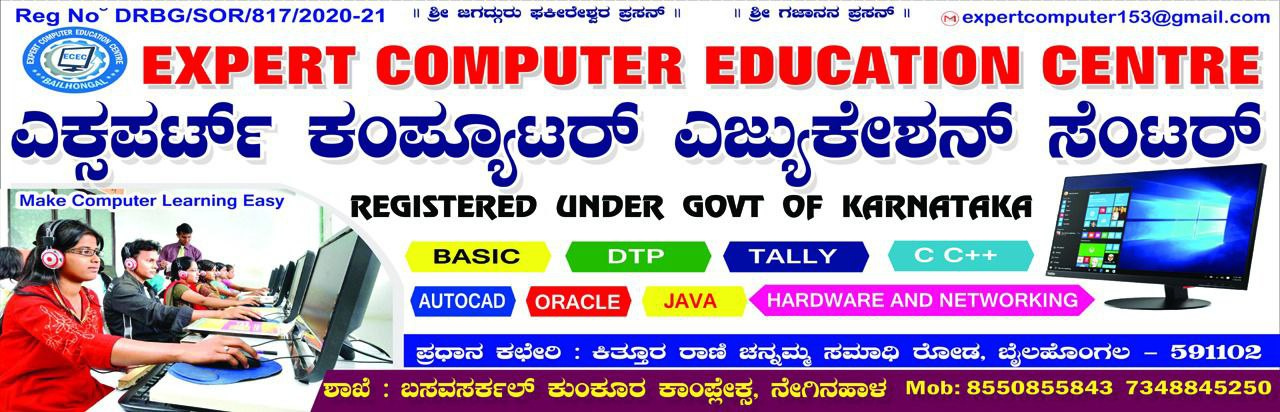 Reg No DRBG/SOR/817/2020-21
॥ ಶ್ರೀ ಜಗದ್ಗುರು ಫಕೀರೇಶ್ವರ ಪ್ರಸನ್ ॥
॥ ಶ್ರೀ ಗಜಾನನ ಪ್ರಸನ್ ॥
expertcomputer153@gmail.com
EXPERT COMPUTER EDUCATION CENTRE
ECEC
BAILHONGAL
EXPERT COMPUTER EDUCATION CENTRE
ಎಕ್ಸಪರ್ಟ್ ಕಂಪ್ಯೂಟರ್ ಎಜ್ಯುಕೇಶನ್ ಸೆಂಟರ್
Make Computer Learning Easy
REGISTERED UNDER GOVT OF KARNATAKA
BASIC DTP TALLY C C++
AUTOCAD ORACLE JAVA HARDWARE AND NETWORKING
ಪ್ರಧಾನ ಕಛೇರಿ : ಕಿತ್ತೂರ ರಾಣಿ ಚನ್ನಮ್ಮ ಸಮಾಧಿ ರೋಡ, ಬೈಲಹೊಂಗಲ - 591102
ಶಾಖೆ : ಬಸವಸರ್ಕಲ್ ಕುಂಕೂರ ಕಾಂಪ್ಲೇಕ್ಸ, ನೇಗಿನಹಾಳ Mob: 8550855843 7348845250